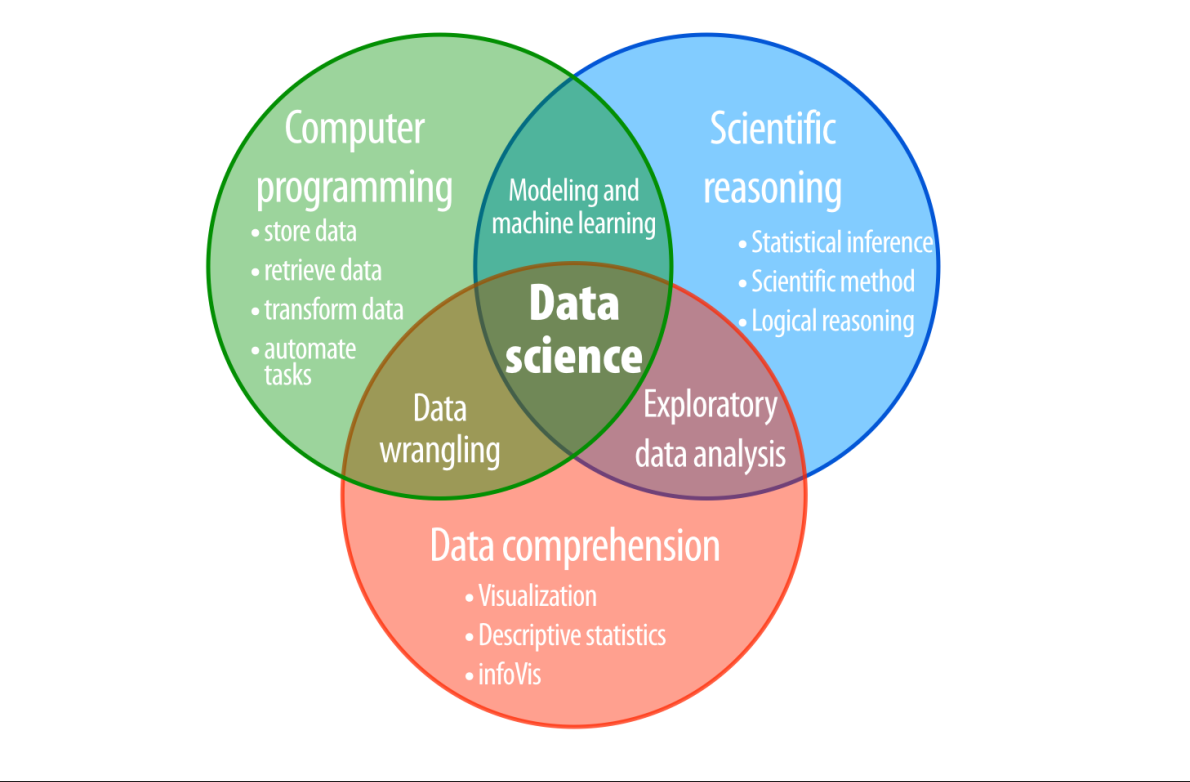 Computer
programming
• store data
• retrieve data
• transform data
• automate
tasks
Modeling and
machine learning
Scientific
reasoning
• Statistical inference
• Scientific method
• Logical reasoning
Data
science
Data
wrangling
Exploratory
data analysis
Data comprehension
• Visualization
• Descriptive statistics
• infoVis